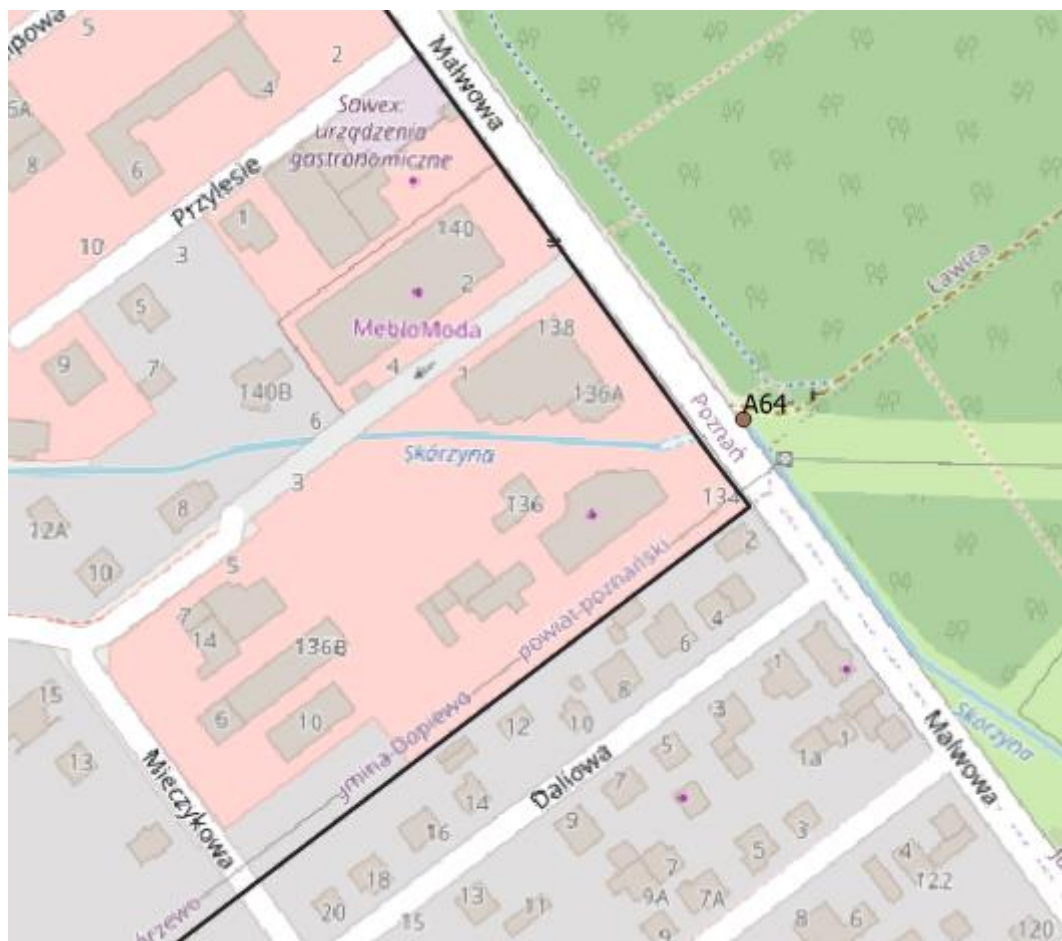 5
2
Malwowa
4
6A
8
6
Sowex:
urządzenia
gastronomiczne
Przylesie
1
10
3
140
2
Ławica
5
MebloModa
138
9
7
4
1
140B
136A
A64
6
Poznań
Skórzyna
3
136
134
12A
8
2
10
5
powiat-poznański
7
14
4
136B
6
1
15
8
6
10
gmina-Dopiewo
12
10
3
Skórzyna
13
5
1a
1
Malwowa
Mieczykowa
Daliowa
7
14
16
9
3
5
4
18
7
122
9A
7A
20
13
11
15
8
6
120
9